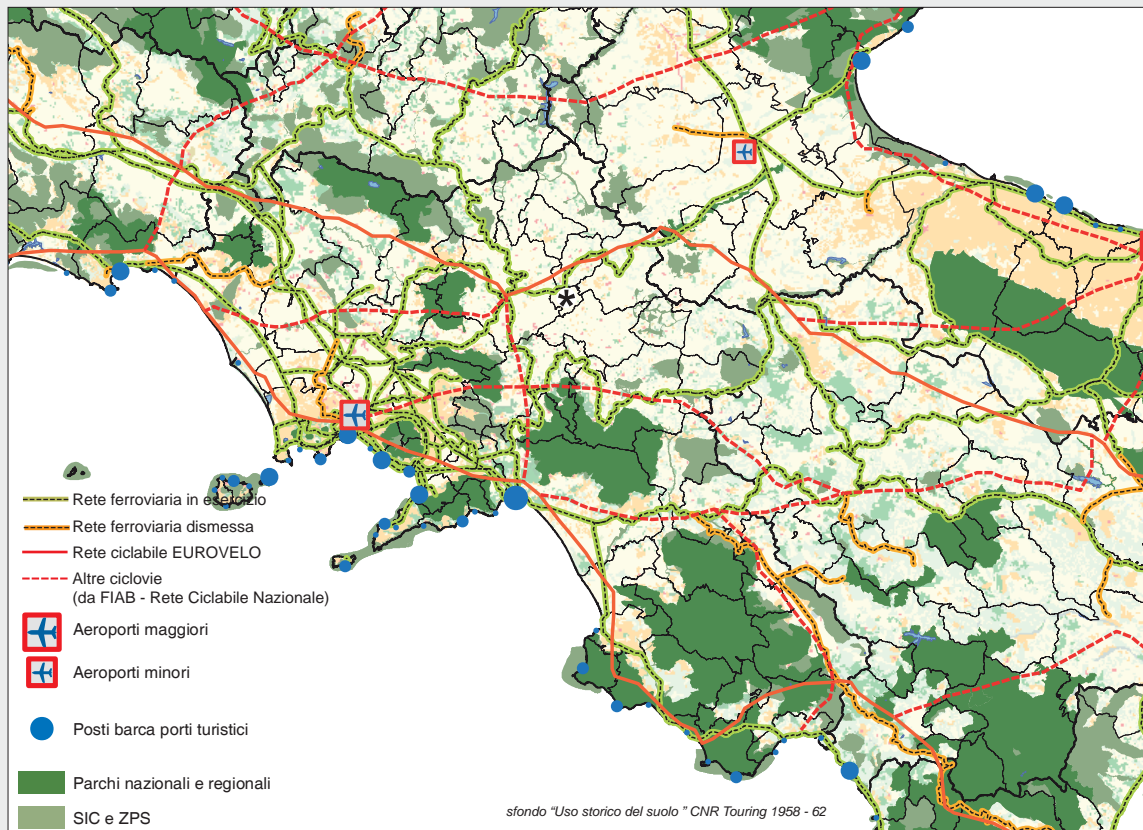 Rete ferroviaria in esercizio
Rete ferroviaria dismessa
Rete ciclabile EUROVELO
Altre ciclovie
(da FIAB - Rete Ciclabile Nazionale)
Aeroporti maggiori
Aeroporti minori
Posti barca porti turistici
Parchi nazionali e regionali
SIC e ZPS
sfondo “Uso storico del suolo ” CNR Touring 1958 - 62
*